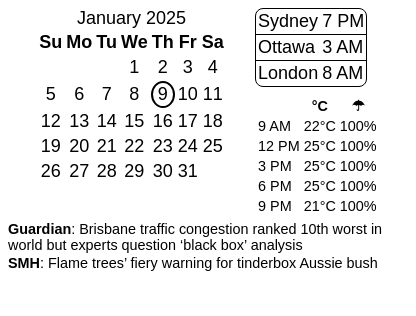 January 2025
Su Mo Tu We Th Fr Sa
1 2 3 4
5 6 7 8 9 10 11
12 13 14 15 16 17 18
19 20 21 22 23 24 25
26 27 28 29 30 31
Sydney 7 PM
Ottawa 3 AM
London 8 AM
°C ☂
9 AM 22°C 100%
12 PM 25°C 100%
3 PM 25°C 100%
6 PM 25°C 100%
9 PM 21°C 100%
Guardian: Brisbane traffic congestion ranked 10th worst in
world but experts question ‘black box’ analysis
SMH: Flame trees’ fiery warning for tinderbox Aussie bush